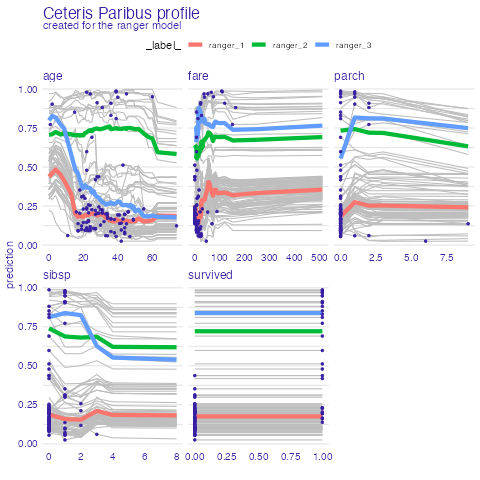 Ceteris Paribus profile
created for the ranger model
_label_ ranger_1 ranger_2 ranger_3
age fare parch
1.00
0.75
0.50
0.25
0.00
0 20 40 60 0 100 200 300 400 500 0.0 2.5 5.0 7.5
prediction
sibsp survived
1.00
0.75
0.50
0.25
0.00
0 2 4 6 8 0.00 0.25 0.50 0.75 1.00